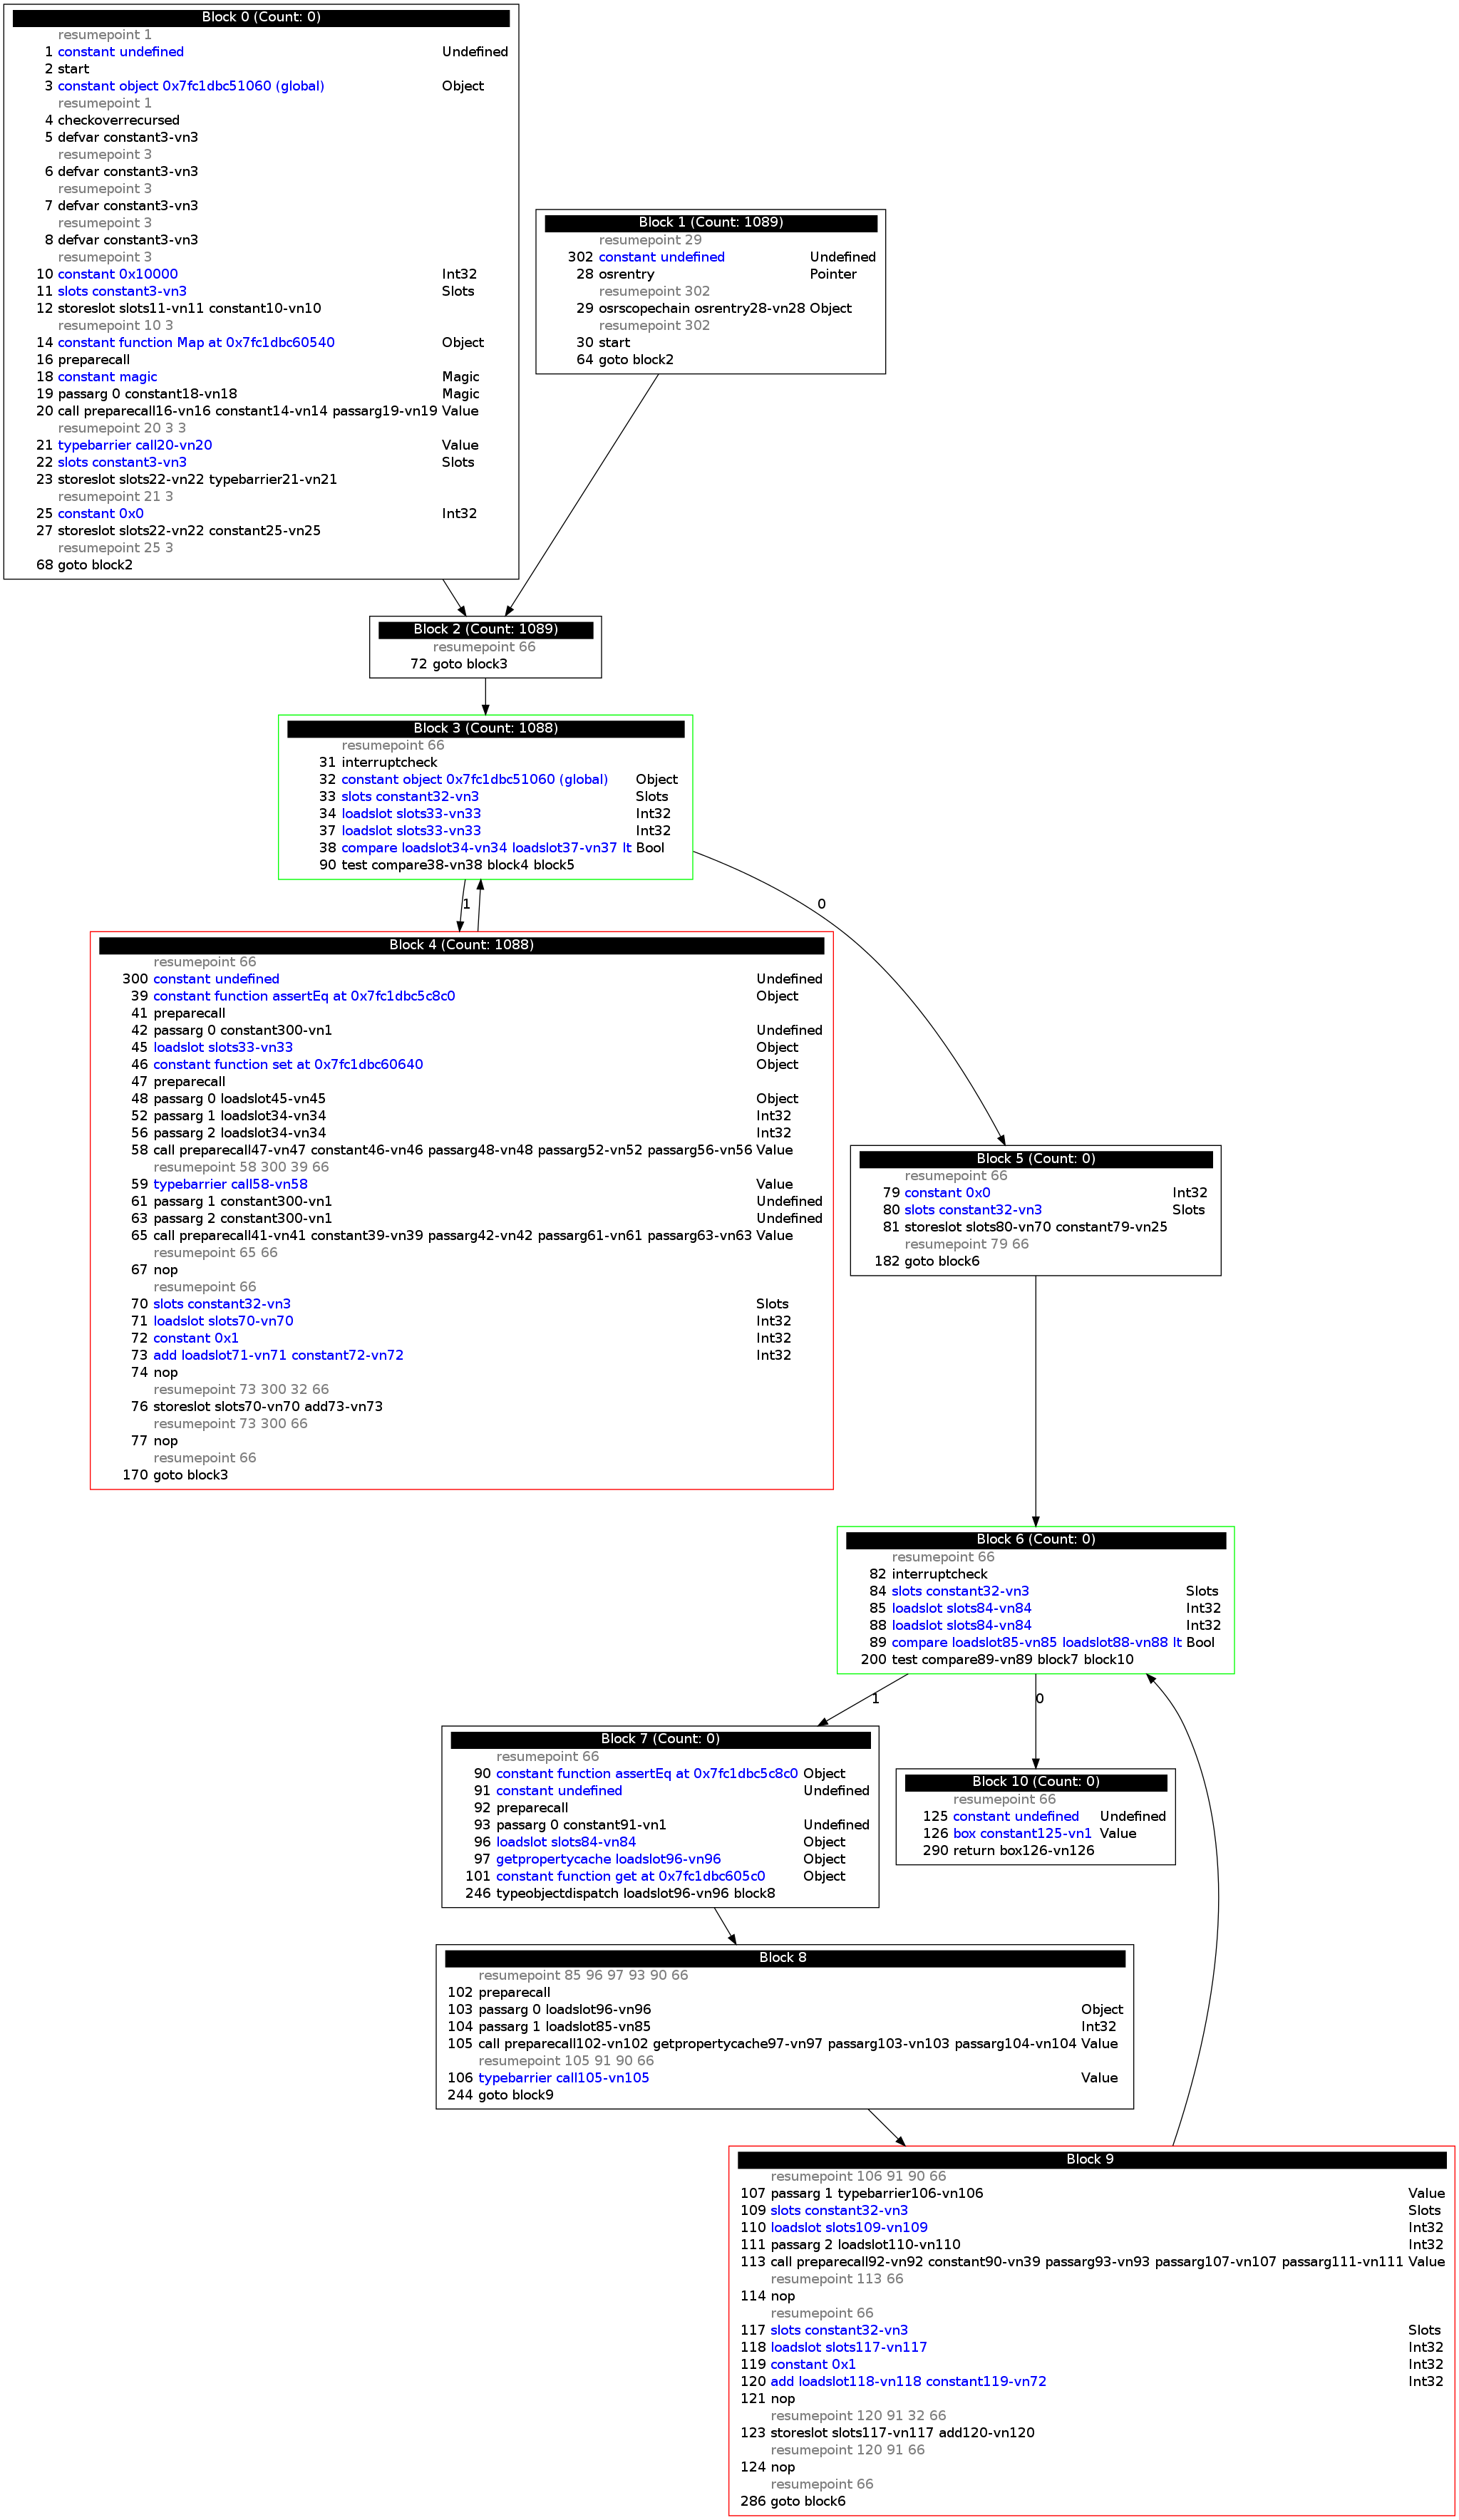 Block 0 (Count: 0)
resumepoint 1
1 constant undefined Undefined
2 start
3 constant object 0x7fc1dbc51060 (global) Object
resumepoint 1
4 checkoverrecursed
5 defvar constant3-vn3
resumepoint 3
6 defvar constant3-vn3
resumepoint 3
7 defvar constant3-vn3
resumepoint 3
8 defvar constant3-vn3
resumepoint 3
10 constant 0x10000 Int32
11 slots constant3-vn3 Slots
12 storeslot slots11-vn11 constant10-vn10
resumepoint 10 3
14 constant function Map at 0x7fc1dbc60540 Object
16 preparecall
18 constant magic Magic
19 passarg 0 constant18-vn18 Magic
20 call preparecall16-vn16 constant14-vn14 passarg19-vn19 Value
resumepoint 20 3 3
21 typebarrier call20-vn20 Value
22 slots constant3-vn3 Slots
23 storeslot slots22-vn22 typebarrier21-vn21
resumepoint 21 3
25 constant 0x0 Int32
27 storeslot slots22-vn22 constant25-vn25
resumepoint 25 3
68 goto block2
Block 1 (Count: 1089)
resumepoint 29
302 constant undefined Undefined
28 osrentry Pointer
resumepoint 302
29 osrscopechain osrentry28-vn28 Object
resumepoint 302
30 start
64 goto block2
Block 2 (Count: 1089)
resumepoint 66
72 goto block3
Block 3 (Count: 1088)
resumepoint 66
31 interruptcheck
32 constant object 0x7fc1dbc51060 (global) Object
33 slots constant32-vn3 Slots
34 loadslot slots33-vn33 Int32
37 loadslot slots33-vn33 Int32
38 compare loadslot34-vn34 loadslot37-vn37 lt Bool
90 test compare38-vn38 block4 block5
1
0
Block 4 (Count: 1088)
resumepoint 66
300 constant undefined Undefined
39 constant function assertEq at 0x7fc1dbc5c8c0 Object
41 preparecall
42 passarg 0 constant300-vn1 Undefined
45 loadslot slots33-vn33 Object
46 constant function set at 0x7fc1dbc60640 Object
47 preparecall
48 passarg 0 loadslot45-vn45 Object
52 passarg 1 loadslot34-vn34 Int32
56 passarg 2 loadslot34-vn34 Int32
58 call preparecall47-vn47 constant46-vn46 passarg48-vn48 passarg52-vn52 passarg56-vn56 Value
resumepoint 58 300 39 66
59 typebarrier call58-vn58 Value
61 passarg 1 constant300-vn1 Undefined
63 passarg 2 constant300-vn1 Undefined
65 call preparecall41-vn41 constant39-vn39 passarg42-vn42 passarg61-vn61 passarg63-vn63 Value
resumepoint 65 66
67 nop
resumepoint 66
70 slots constant32-vn3 Slots
71 loadslot slots70-vn70 Int32
72 constant 0x1 Int32
73 add loadslot71-vn71 constant72-vn72 Int32
74 nop
resumepoint 73 300 32 66
76 storeslot slots70-vn70 add73-vn73
resumepoint 73 300 66
77 nop
resumepoint 66
170 goto block3
Block 5 (Count: 0)
resumepoint 66
79 constant 0x0 Int32
80 slots constant32-vn3 Slots
81 storeslot slots80-vn70 constant79-vn25
resumepoint 79 66
182 goto block6
Block 6 (Count: 0)
resumepoint 66
82 interruptcheck
84 slots constant32-vn3 Slots
85 loadslot slots84-vn84 Int32
88 loadslot slots84-vn84 Int32
89 compare loadslot85-vn85 loadslot88-vn88 lt Bool
200 test compare89-vn89 block7 block10
1
0
Block 7 (Count: 0)
resumepoint 66
90 constant function assertEq at 0x7fc1dbc5c8c0 Object
91 constant undefined Undefined
92 preparecall
93 passarg 0 constant91-vn1 Undefined
96 loadslot slots84-vn84 Object
97 getpropertycache loadslot96-vn96 Object
101 constant function get at 0x7fc1dbc605c0 Object
246 typeobjectdispatch loadslot96-vn96 block8
Block 10 (Count: 0)
resumepoint 66
125 constant undefined Undefined
126 box constant125-vn1 Value
290 return box126-vn126
Block 8
resumepoint 85 96 97 93 90 66
102 preparecall
103 passarg 0 loadslot96-vn96 Object
104 passarg 1 loadslot85-vn85 Int32
105 call preparecall102-vn102 getpropertycache97-vn97 passarg103-vn103 passarg104-vn104 Value
resumepoint 105 91 90 66
106 typebarrier call105-vn105 Value
244 goto block9
Block 9
resumepoint 106 91 90 66
107 passarg 1 typebarrier106-vn106 Value
109 slots constant32-vn3 Slots
110 loadslot slots109-vn109 Int32
111 passarg 2 loadslot110-vn110 Int32
113 call preparecall92-vn92 constant90-vn39 passarg93-vn93 passarg107-vn107 passarg111-vn111 Value
resumepoint 113 66
114 nop
resumepoint 66
117 slots constant32-vn3 Slots
118 loadslot slots117-vn117 Int32
119 constant 0x1 Int32
120 add loadslot118-vn118 constant119-vn72 Int32
121 nop
resumepoint 120 91 32 66
123 storeslot slots117-vn117 add120-vn120
resumepoint 120 91 66
124 nop
resumepoint 66
286 goto block6